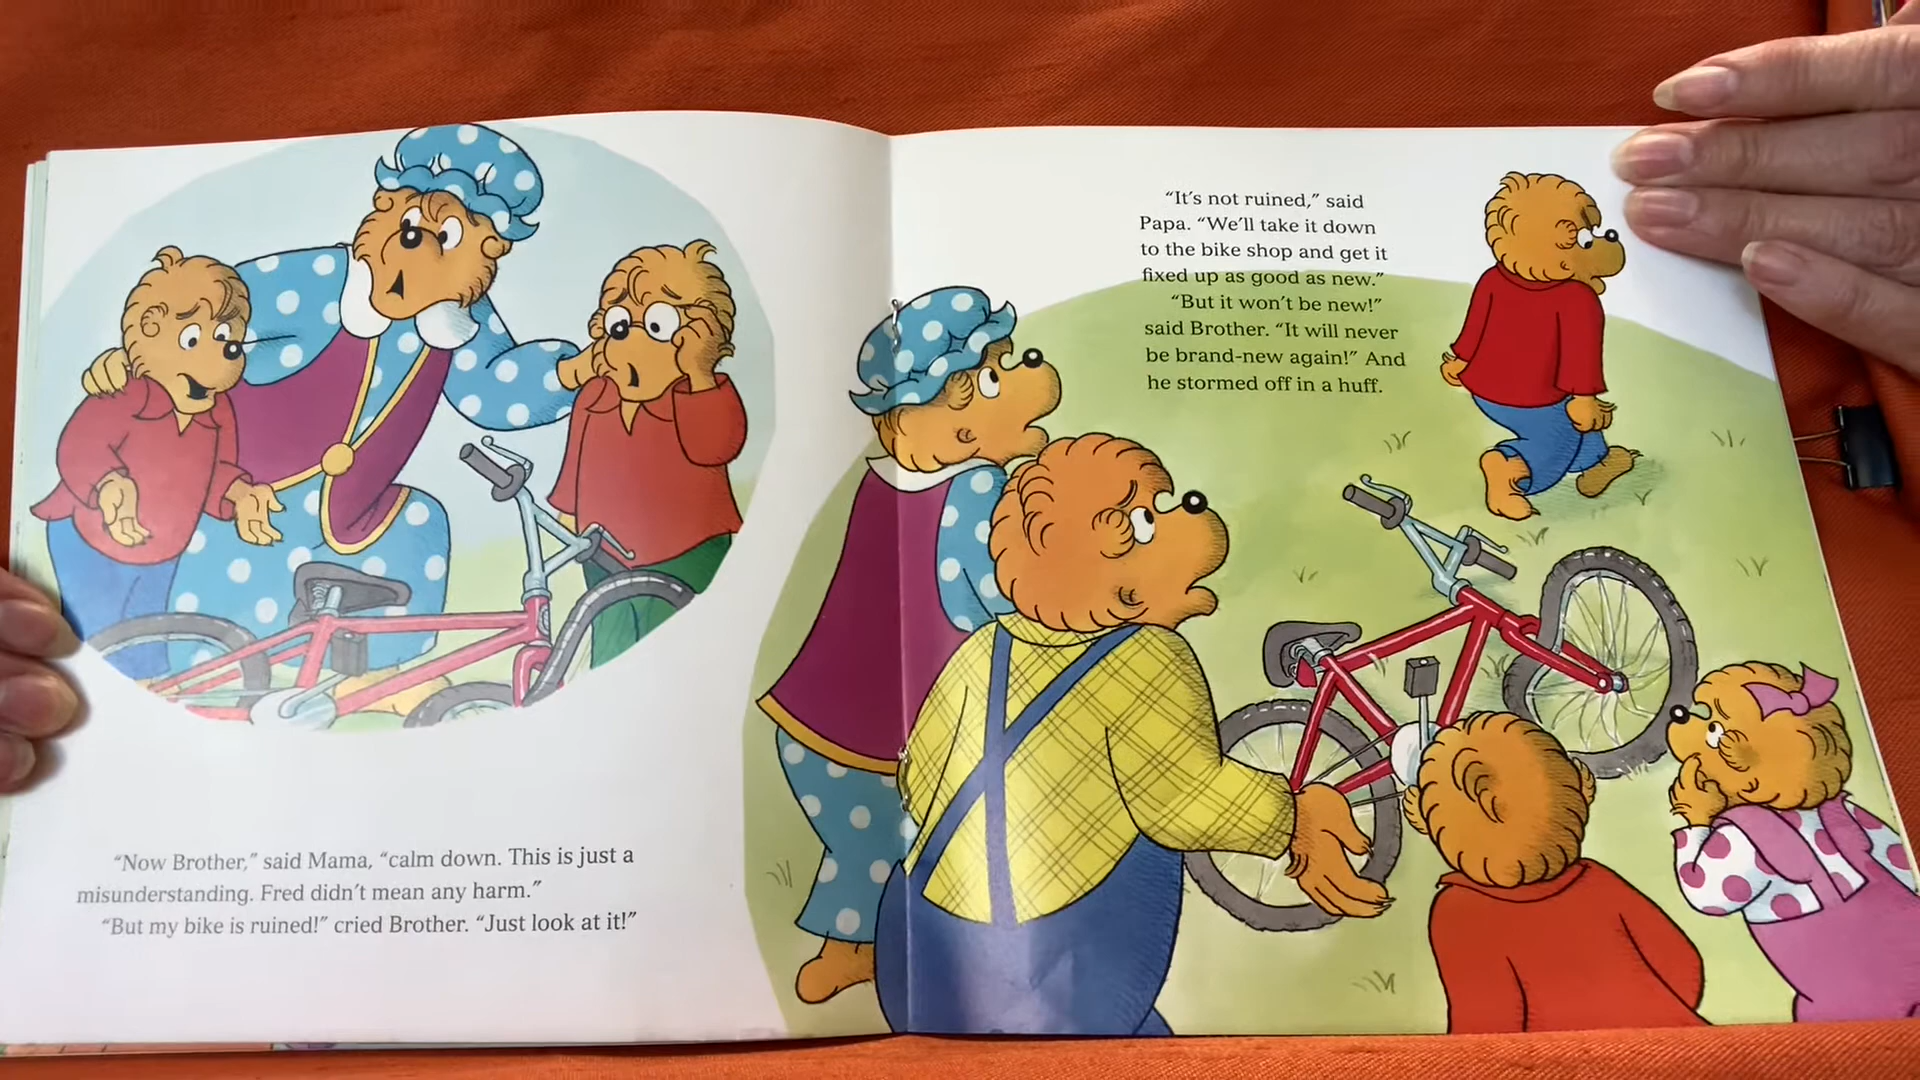 “Now Brother,” said Mama, “calm down. This is just a
misunderstanding. Fred didn’t mean any harm.”
“But my bike is ruined!” cried Brother. “Just look at it!”
“It’s not ruined,” said
Papa. “We’ll take it down
to the bike shop and get it
fixed up as good as new.”
“But it won’t be new!”
said Brother. “It will never
be brand-new again!” And
he stormed off in a huff.